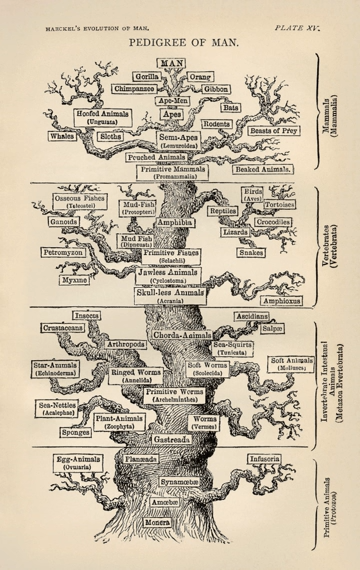 HAECKEL'S EVOLUTION OF MAN.
PLATE XV.
PEDIGREE OF MAN.
MAN
Gorilla
Orang
Chimpanzee
Gibbon
Ape-Men
Bats
Hoofed Animals
(Ungulata)
Apes
Rodents
Whales
Sloths
Semi-Apes
(Lemuroidea)
Beasts of Prey
Pouched Animals
Primitive Mammals
(Promammalia)
Beaked Animals.
Mammals
(Mammalia)
Osseous Fishes
(Teleostei)
Mud-Fish
(Protopteri)
Birds
(Aves)
Tortoises
Reptiles
Ganoids
Amphibia
Crocodiles
Lizards
Mud Fish
(Dipneusta)
Petromyzon
Primitive Fishes
(Selachii)
Snakes
Myxine
Jawless Animals
(Cyclostoma)
Skull-less Animals
(Acrania)
Amphioxus
Vertebrates
(Vertebrata)
Insects
Ascidians
Crustaceans
Salpæ
Chorda-Animals
Arthropods
Sea-Squirts
(Tunicata)
Star-Animals
(Echinoderma)
Ringed Worms
(Annelida)
Soft Worms
(Scolecida)
Soft Animals
(Mollusca)
Primitive Worms
(Archelminthes)
Sea-Nettles
(Acalephae)
Plant-Animals
(Zoophyta)
Worms
(Vermes)
Sponges
Gastreada
Invertebrate Intestinal
Animals
(Metazoa Evertebrata)
Egg-Animals
(Ovularia)
Planæada
Infusoria
Synamœbæ
Amœbæ
Monera
Primitive Animals
(Protozoa)